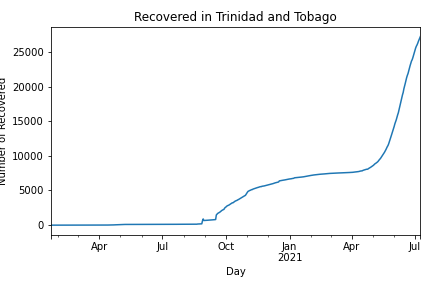 Recovered in Trinidad and Tobago
25000
20000
15000
10000
5000
0
Number of Recovered
Apr
Jul
Oct
Jan
2021
Apr
Jul
Day